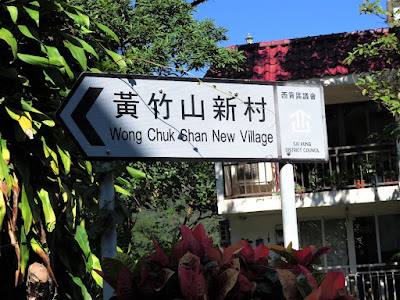 黃竹山新村
Wong Chuk Shan New Village
西貢區議會
SAI KUNG
DISTRICT COUNCIL